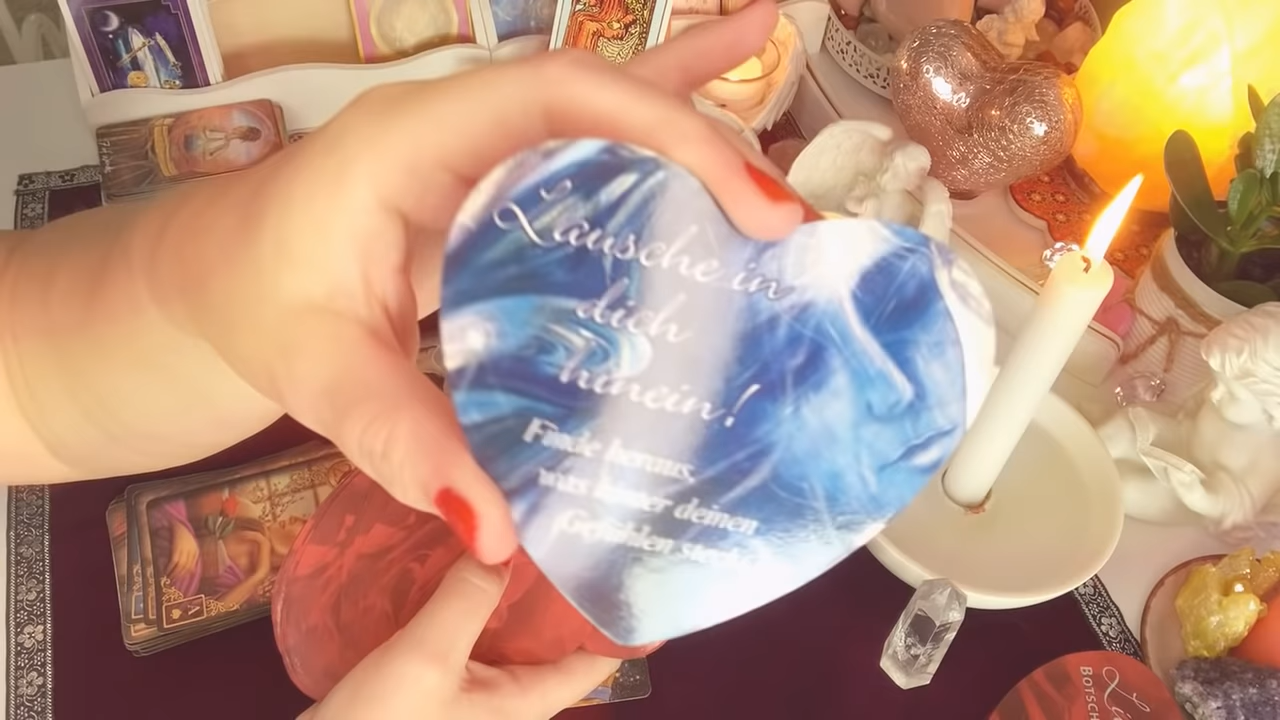 Lausche in
dich
hinein!
Finde heraus,
was hinter deinen
Gefühlen steckt.
A
BOTSCH